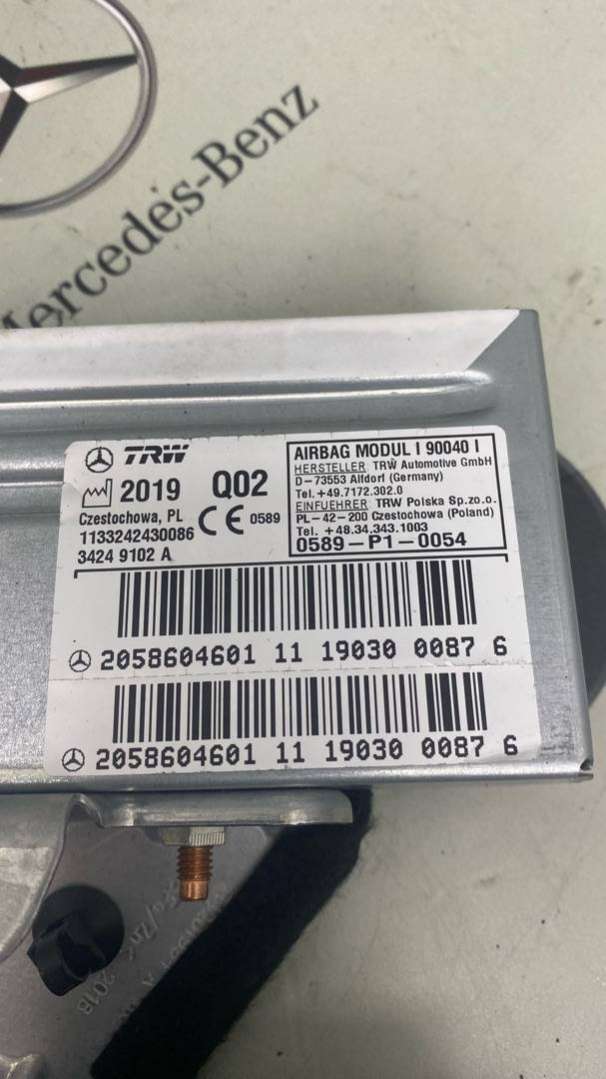 Mercedes-Benz
TRW
2019 Q02
Czestochowa, PL
1133242430086
3424 9102 A
CE 0589
AIRBAG MODUL I 90040 I
HERSTELLER TRW Automotive GmbH
D-73553 Alfdorf (Germany)
Tel.+49.7172.302.0
EINFUEHRER TRW Polska Sp.zo.o.
PL-42-200 Czestochowa (Poland)
Tel. +48.34.343.1003
0589-P1-0054
2058604601 11 19030 0087 6
2058604601 11 19030 0087 6
2018